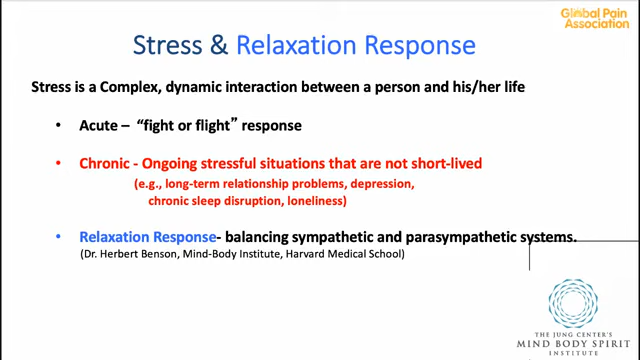 Global Pain
Association
Stress & Relaxation Response
Stress is a Complex, dynamic interaction between a person and his/her life
• Acute – “fight or flight” response
• Chronic - Ongoing stressful situations that are not short-lived
(e.g., long-term relationship problems, depression,
chronic sleep disruption, loneliness)
• Relaxation Response- balancing sympathetic and parasympathetic systems.
(Dr. Herbert Benson, Mind-Body Institute, Harvard Medical School)
THE JUNG CENTER'S
MIND BODY SPIRIT
INSTITUTE